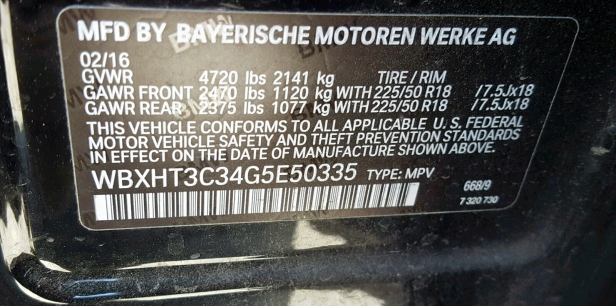 MFD BY BAYERISCHE MOTOREN WERKE AG
02/16
GVWR 4720 lbs 2141 kg TIRE / RIM
GAWR FRONT 2470 lbs 1120 kg WITH 225/50 R18 /7.5Jx18
GAWR REAR 2375 lbs 1077 kg WITH 225/50 R18 /7.5Jx18
THIS VEHICLE CONFORMS TO ALL APPLICABLE U. S. FEDERAL
MOTOR VEHICLE SAFETY AND THEFT PREVENTION STANDARDS
IN EFFECT ON THE DATE OF MANUFACTURE SHOWN ABOVE.
WBXHT3C34G5E50335 TYPE: MPV
668/9
7 320 730